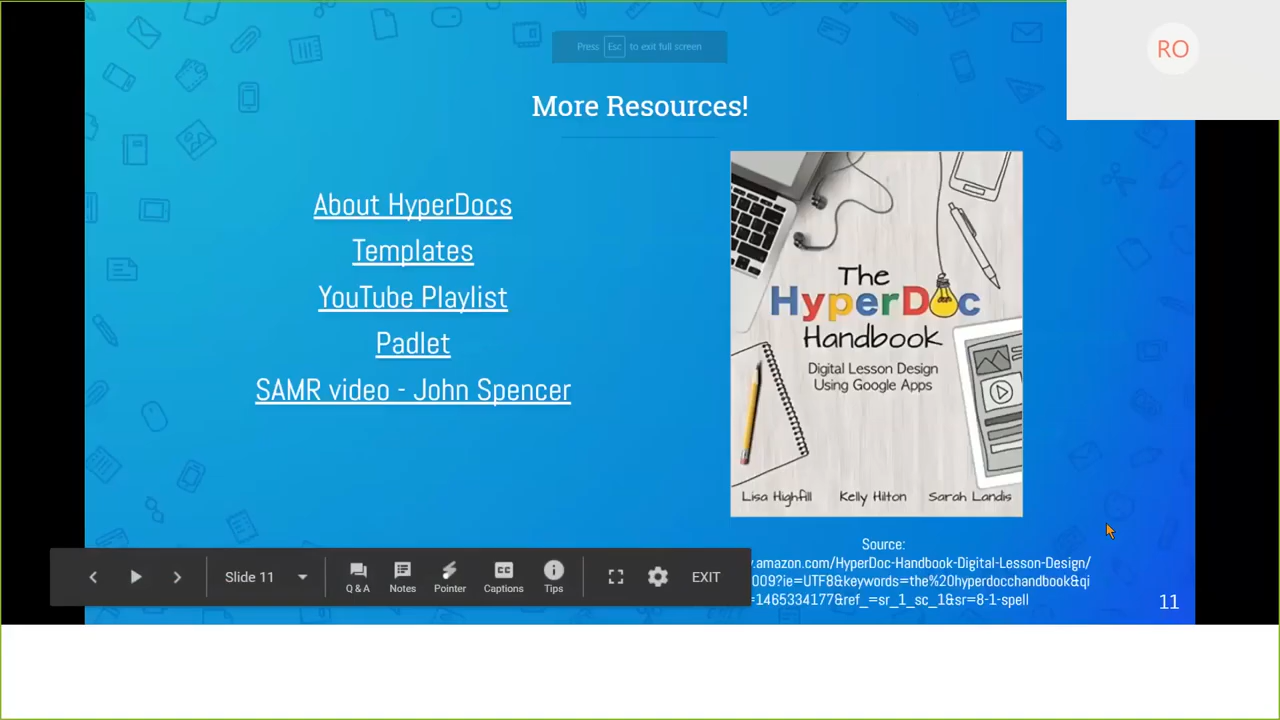 Press Esc to exit full screen
RO
More Resources!
About HyperDocs
Templates
YouTube Playlist
Padlet
SAMR video - John Spencer
The
HyperDoc
Handbook
Digital Lesson Design
Using Google Apps
Lisa Highfill Kelly Hilton Sarah Landis
Source:
.amazon.com/HyperDoc-Handbook-Digital-Lesson-Design/
009?ie=UTF8&keywords=the%20hyperdocchandbook&qi
=1465334177&ref_=sr_1_sc_1&sr=8-1-spell
Slide 11
Q & A Notes Pointer Captions Tips
CC
EXIT
11